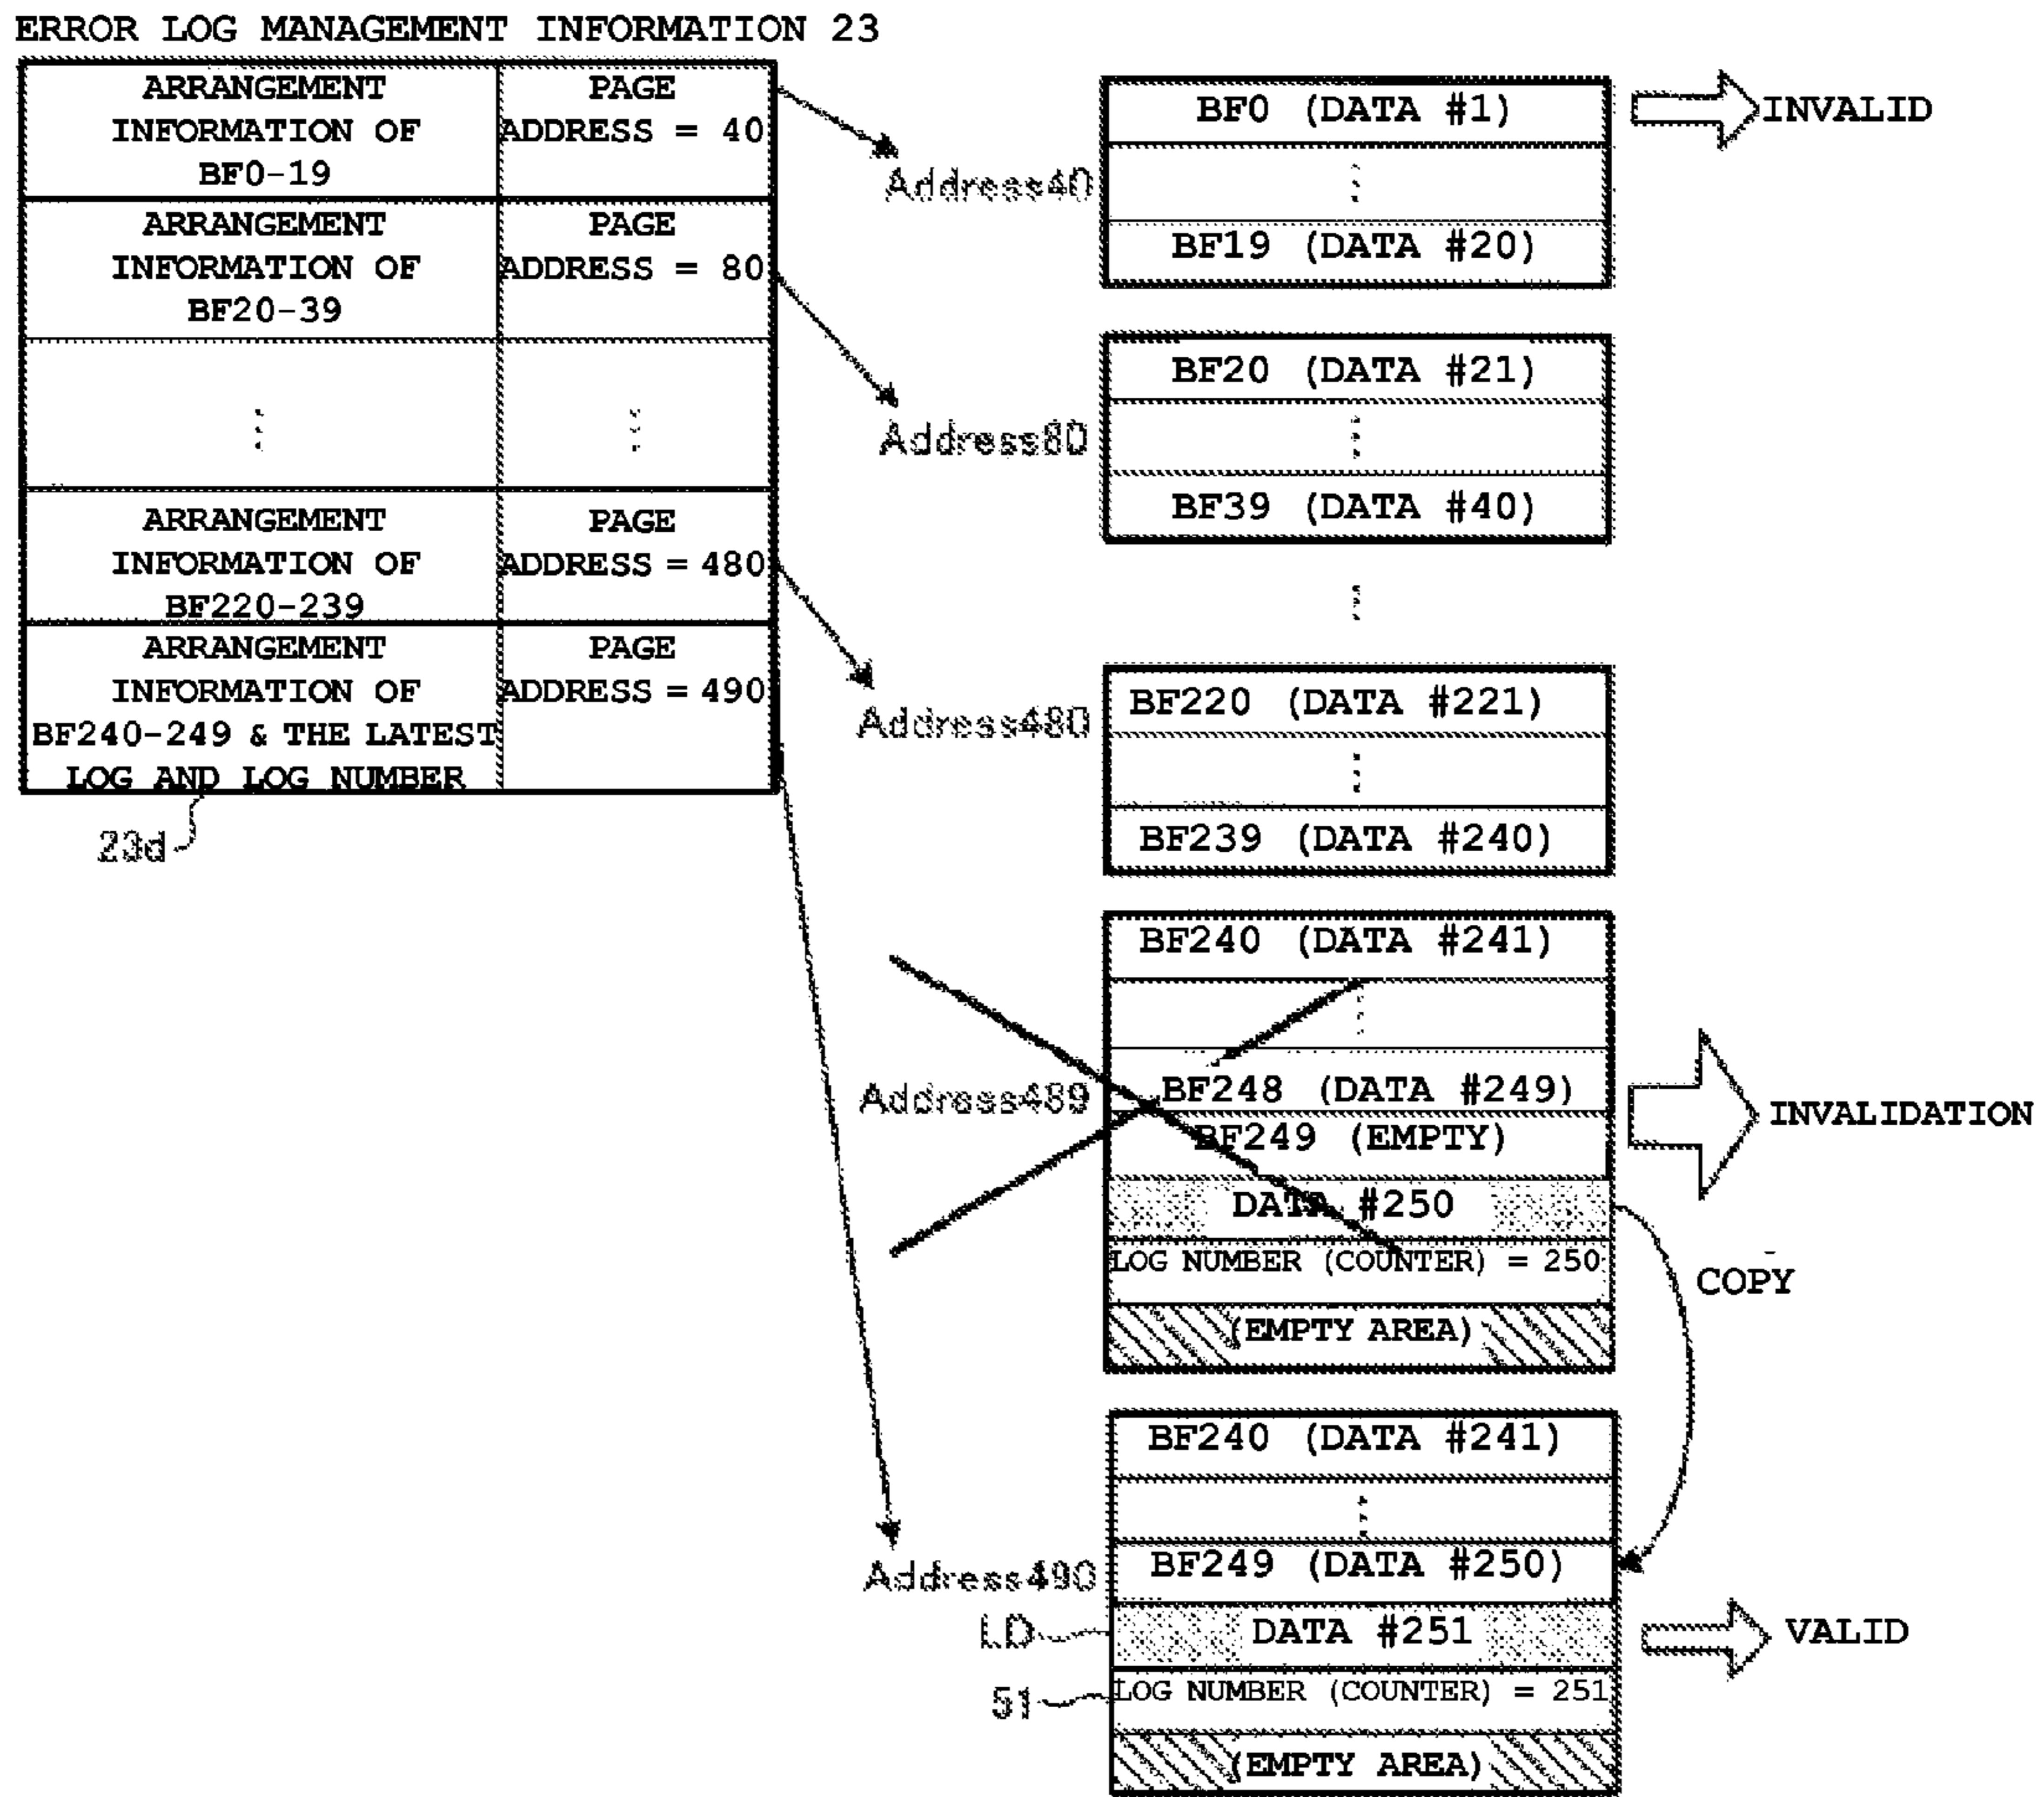 ERROR LOG MANAGEMENT INFORMATION 23
ARRANGEMENT
INFORMATION OF
BF0-19
PAGE
ADDRESS = 40
ARRANGEMENT
INFORMATION OF
BF20-39
PAGE
ADDRESS = 80
ARRANGEMENT
INFORMATION OF
BF220-239
PAGE
ADDRESS = 480
ARRANGEMENT
INFORMATION OF
BF240-249 & THE LATEST
LOG AND LOG NUMBER
PAGE
ADDRESS = 490
23d
Address40
BF0 (DATA #1)
BF19 (DATA #20)
INVALID
Address80
BF20 (DATA #21)
BF39 (DATA #40)
Address480
BF220 (DATA #221)
BF239 (DATA #240)
Address489
BF240 (DATA #241)
BF248 (DATA #249)
BF249 (EMPTY)
DATA #250
LOG NUMBER (COUNTER) = 250
(EMPTY AREA)
INVALIDATION
COPY
Address490
BF240 (DATA #241)
BF249 (DATA #250)
LD
DATA #251
VALID
51
LOG NUMBER (COUNTER) = 251
(EMPTY AREA)